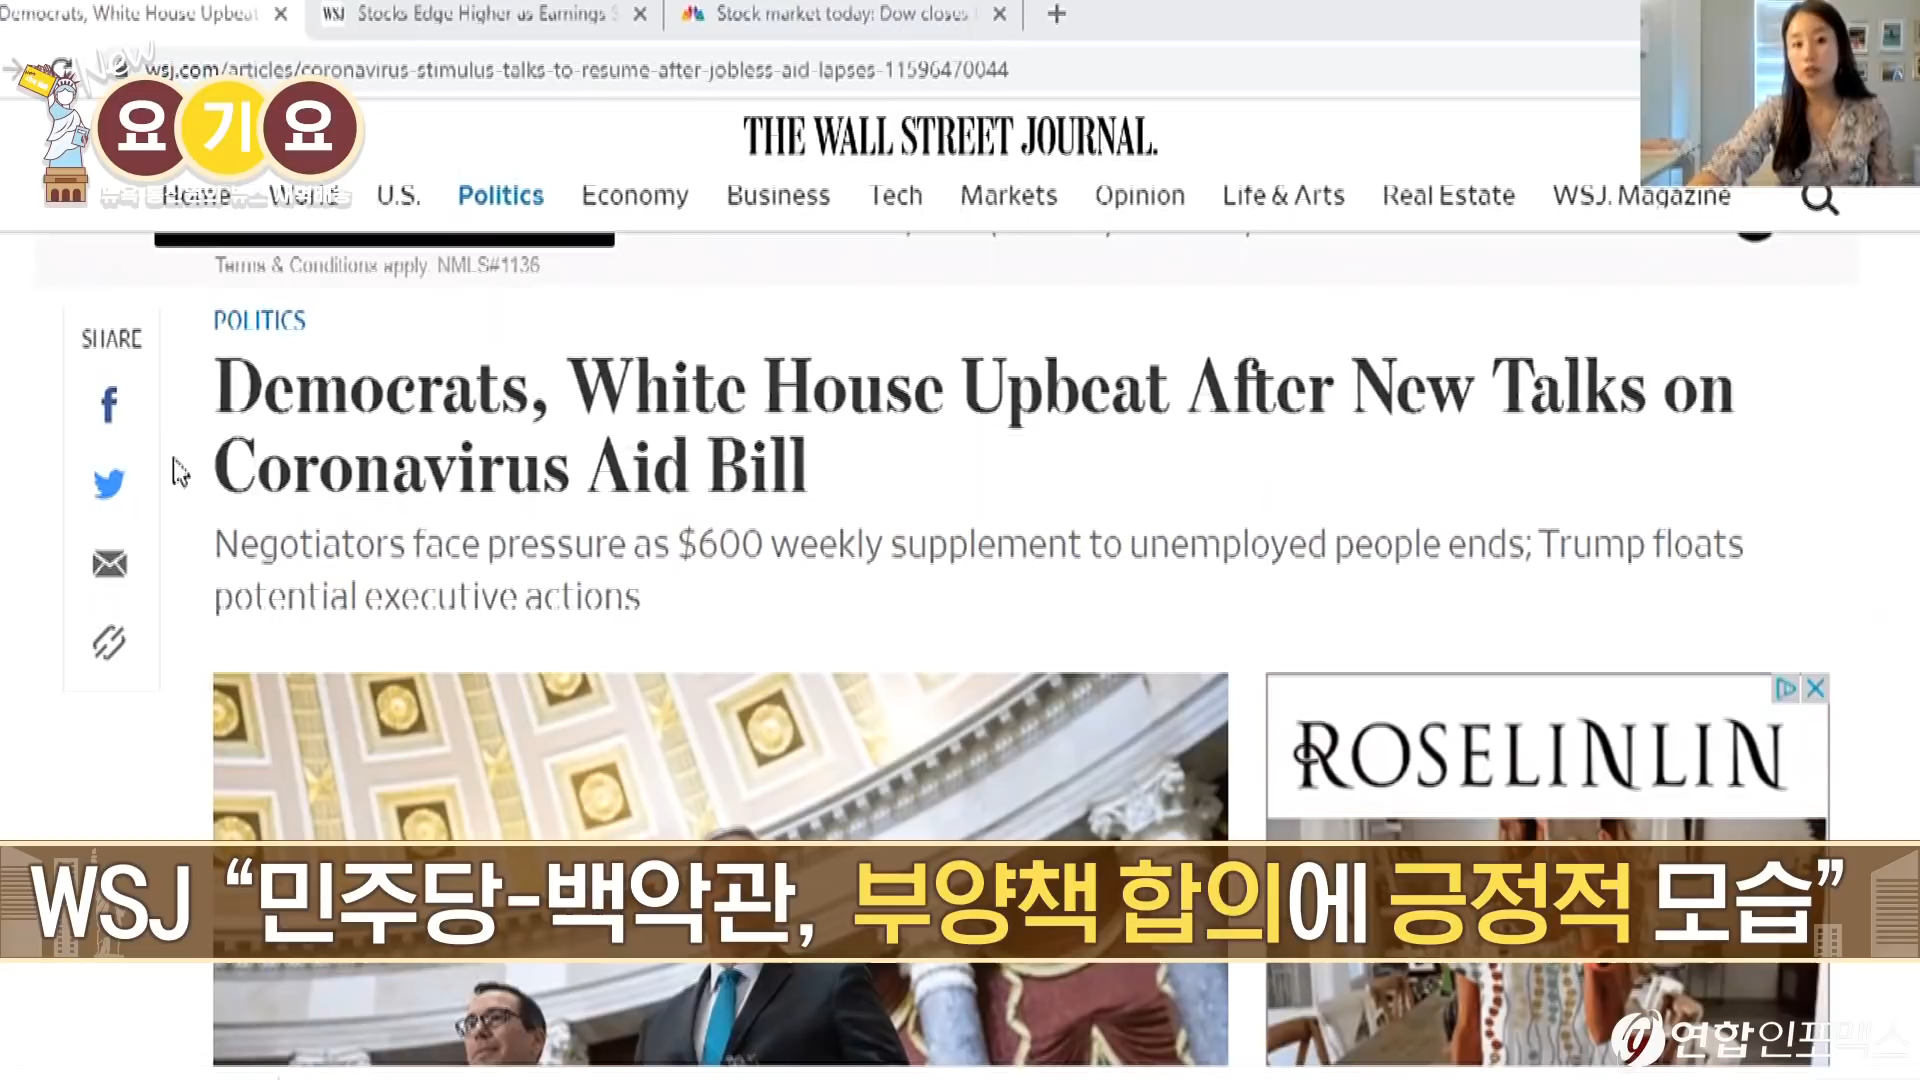 Democrats, White House Upbeat
WSJ Stocks Edge Higher as Earnings S
Stock market today: Dow closes
wsj.com/articles/coronavirus-stimulus-talks-to-resume-after-jobless-aid-lapses-11596470044
New
요기요
THE WALL STREET JOURNAL.
Home World U.S. Politics Economy Business Tech Markets Opinion Life & Arts Real Estate WSJ. Magazine
Terms & Conditions apply. NMLS#1136
POLITICS
SHARE
Democrats, White House Upbeat After New Talks on
Coronavirus Aid Bill
Negotiators face pressure as $600 weekly supplement to unemployed people ends; Trump floats
potential executive actions
ROSELINLIN
WSJ “민주당-백악관, 부양책 합의에 긍정적 모습”
연합인포맥스